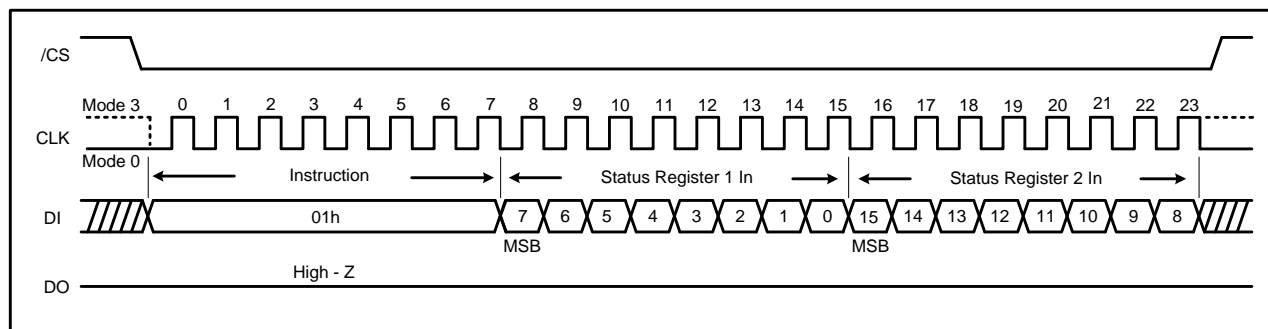 /CS
Mode 3 0 1 2 3 4 5 6 7 8 9 10 11 12 13 14 15 16 17 18 19 20 21 22 23
CLK
Mode 0
Instruction Status Register 1 In Status Register 2 In
DI 01h 7 6 5 4 3 2 1 0 15 14 13 12 11 10 9 8
MSB MSB
High - Z
DO